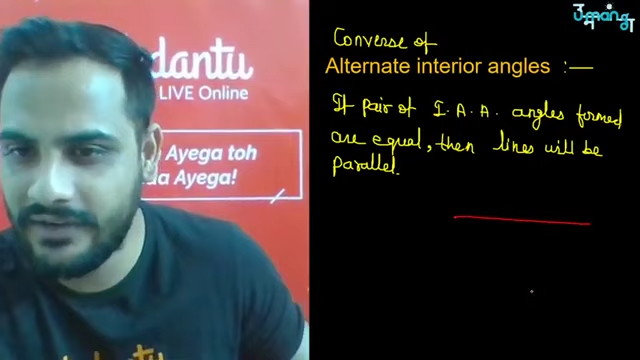 उमंग
dantu
LIVE Online
Ayega toh
da Ayega!
Converse of
Alternate interior angles :—
If pair of I.A.A. angles formed
are equal, then lines will be
parallel.